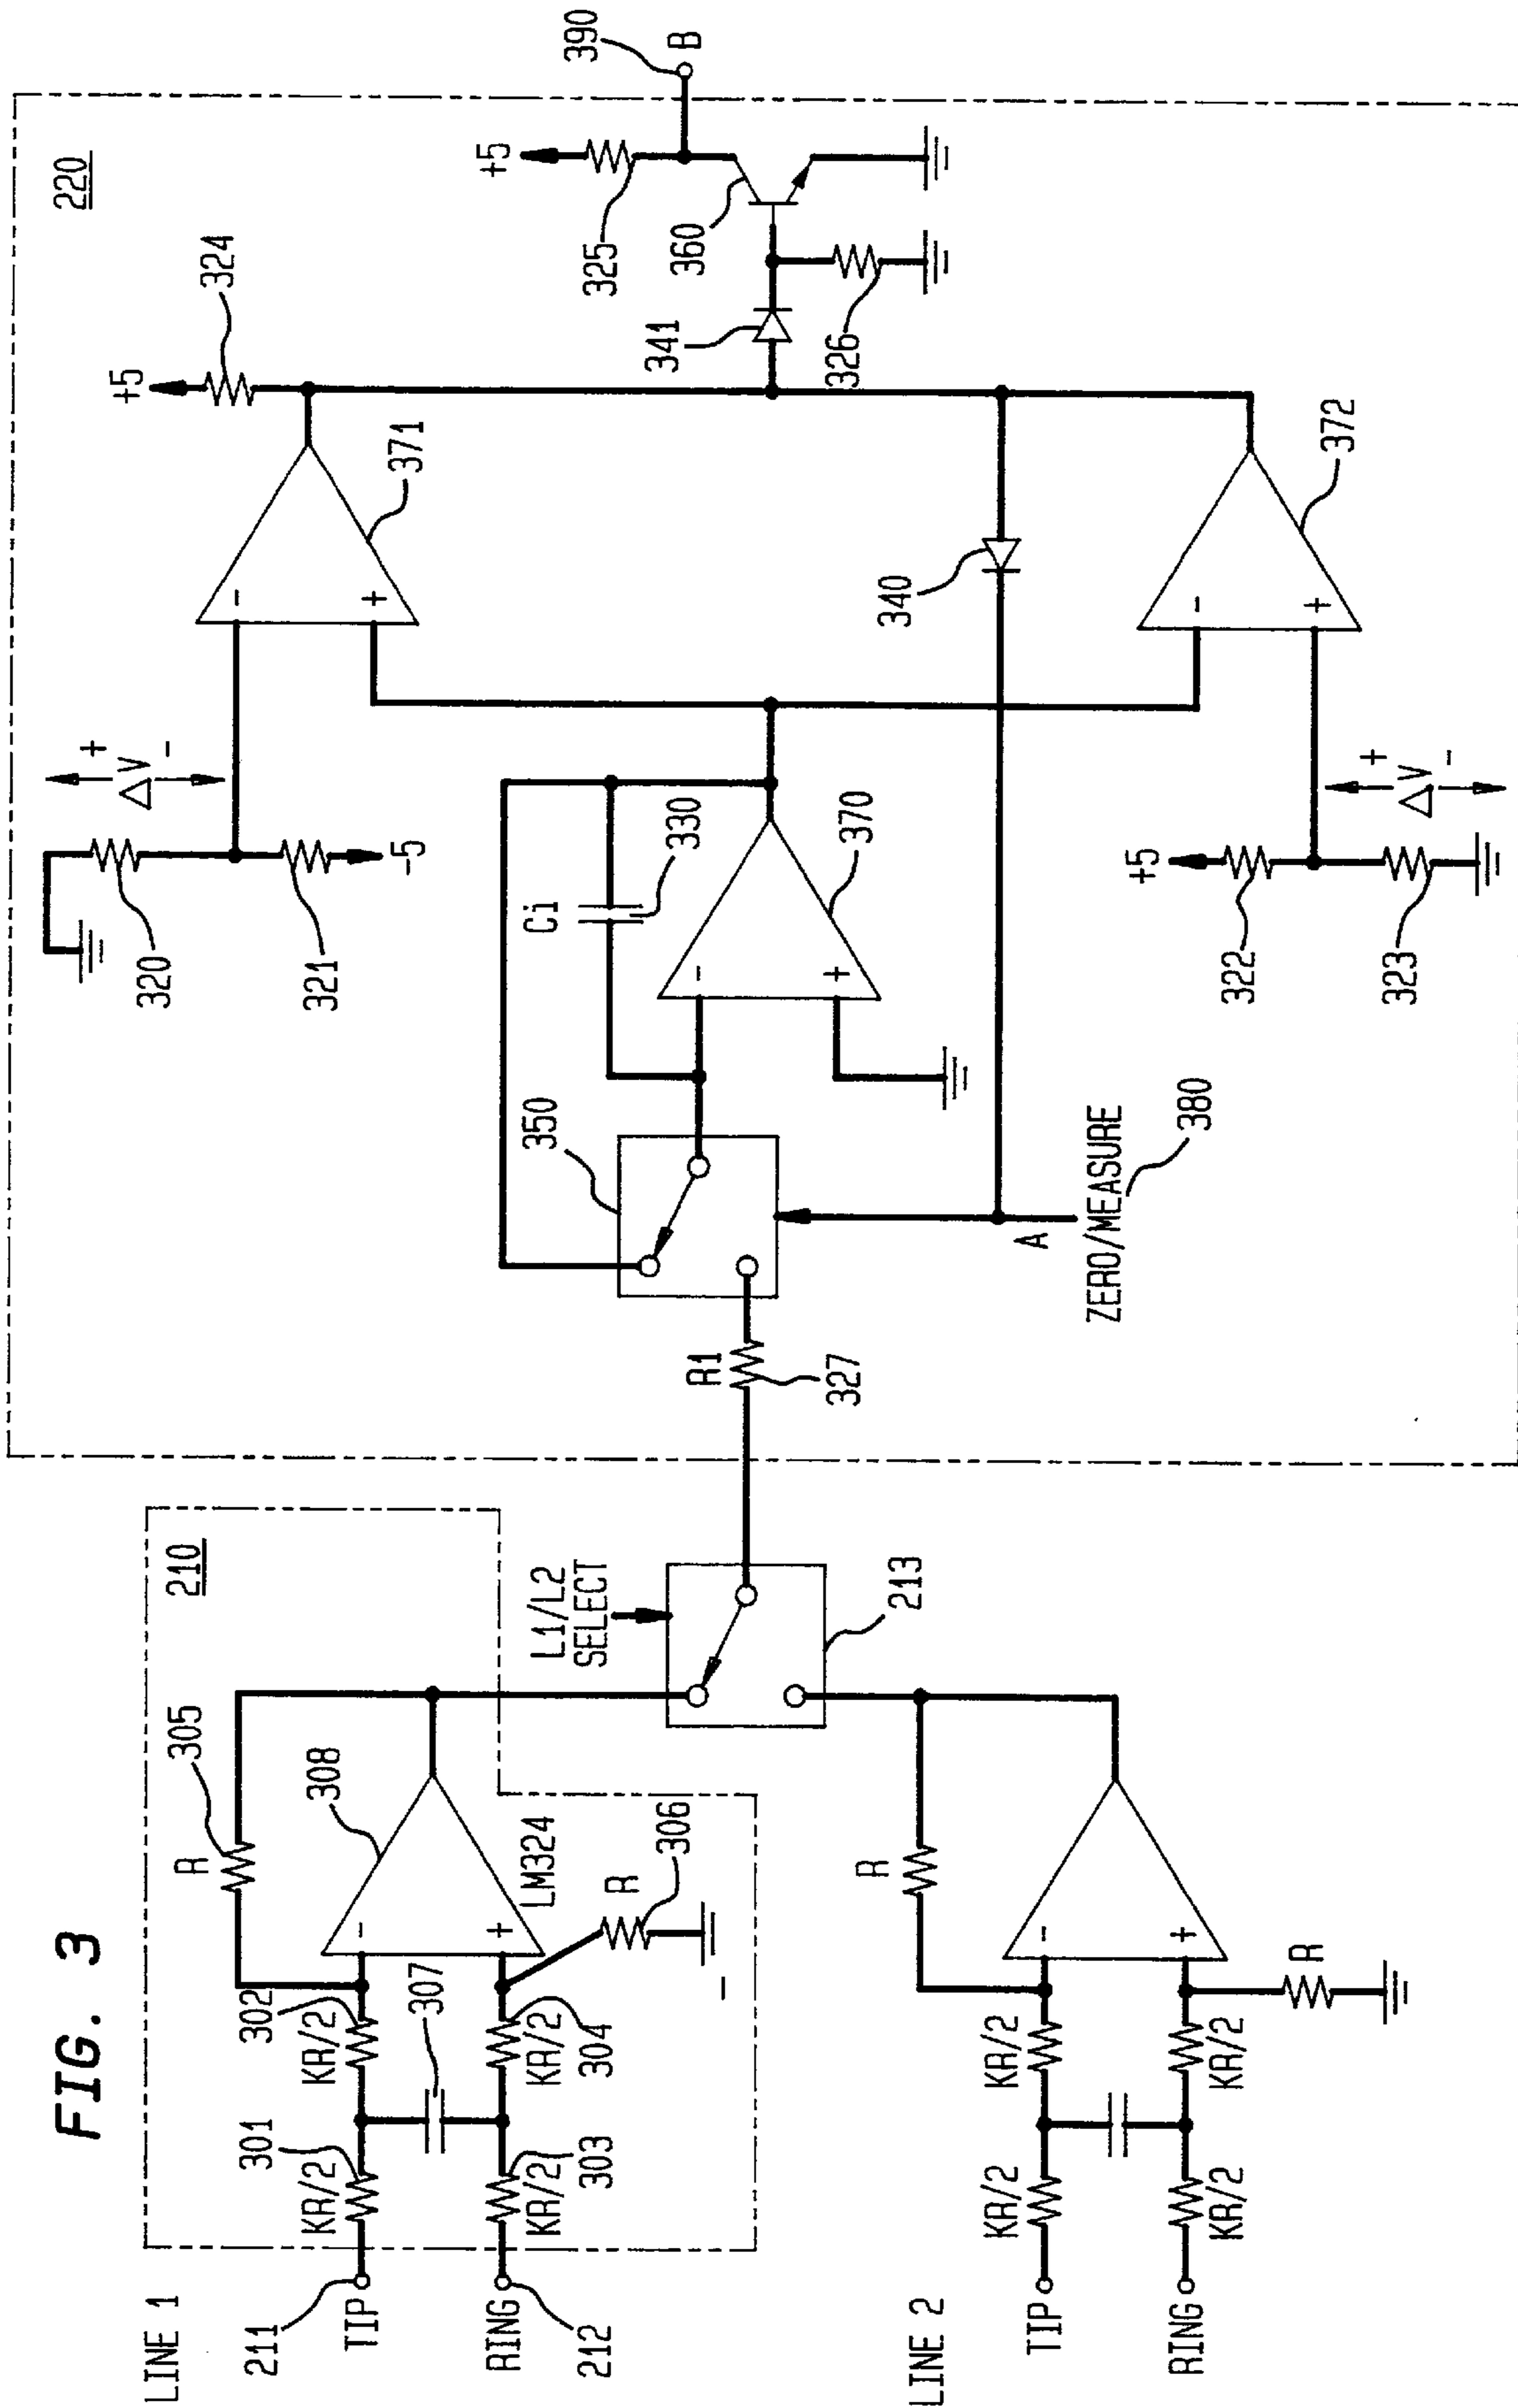 FIG. 3
LINE 1
211
TIP
RING
212
301
KR/2
302
KR/2
307
KR/2
303
KR/2
304
305
R
308
LM324
R
306
-
+
210
L1/L2
SELECT
213
LINE 2
TIP
RING
KR/2
KR/2
KR/2
KR/2
R
R
-
+
220
R1
327
350
A
ZERO/MEASURE
380
Ci
330
370
-
+
320
321
-5
+
ΔV
-
371
-
+
+5
324
340
322
323
+5
+
ΔV
-
372
-
+
341
326
360
325
+5
390
B